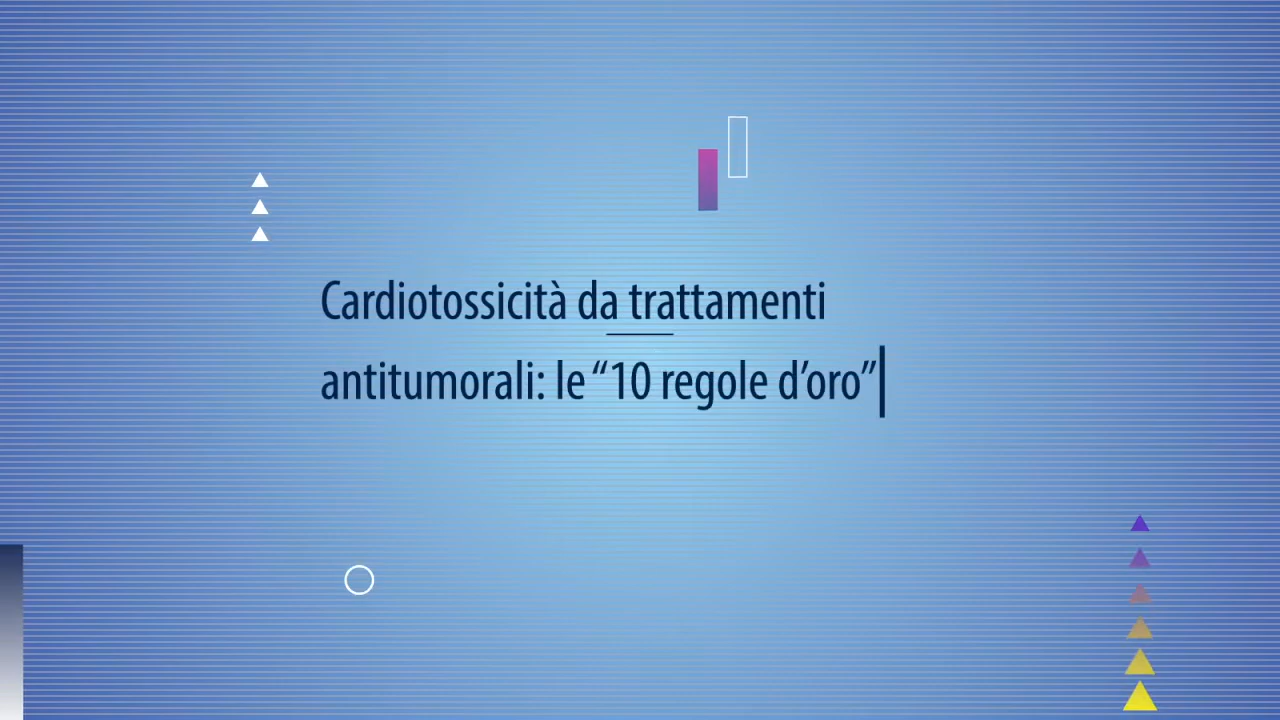 Cardiotossicità da trattamenti
antitumorali: le “10 regole d’oro”